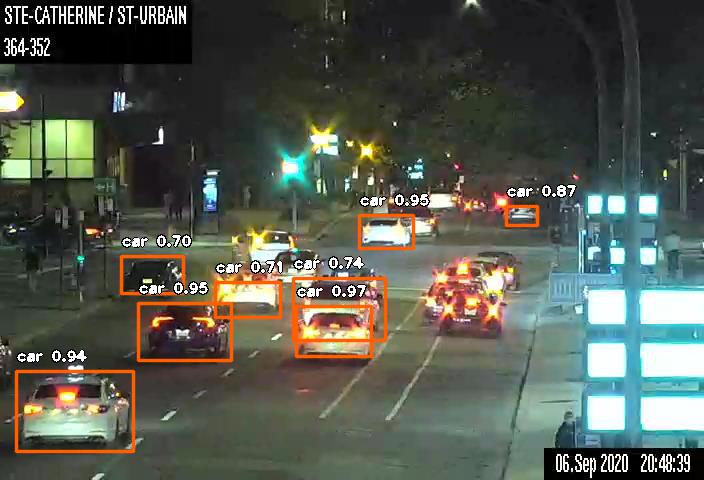 STE-CATHERINE / ST-URBAIN
364-352
car 0.95
car 0.87
car 0.70
car 0.71
car 0.74
car 0.95
car 0.97
car 0.94
06.Sep 2020 20:48:39